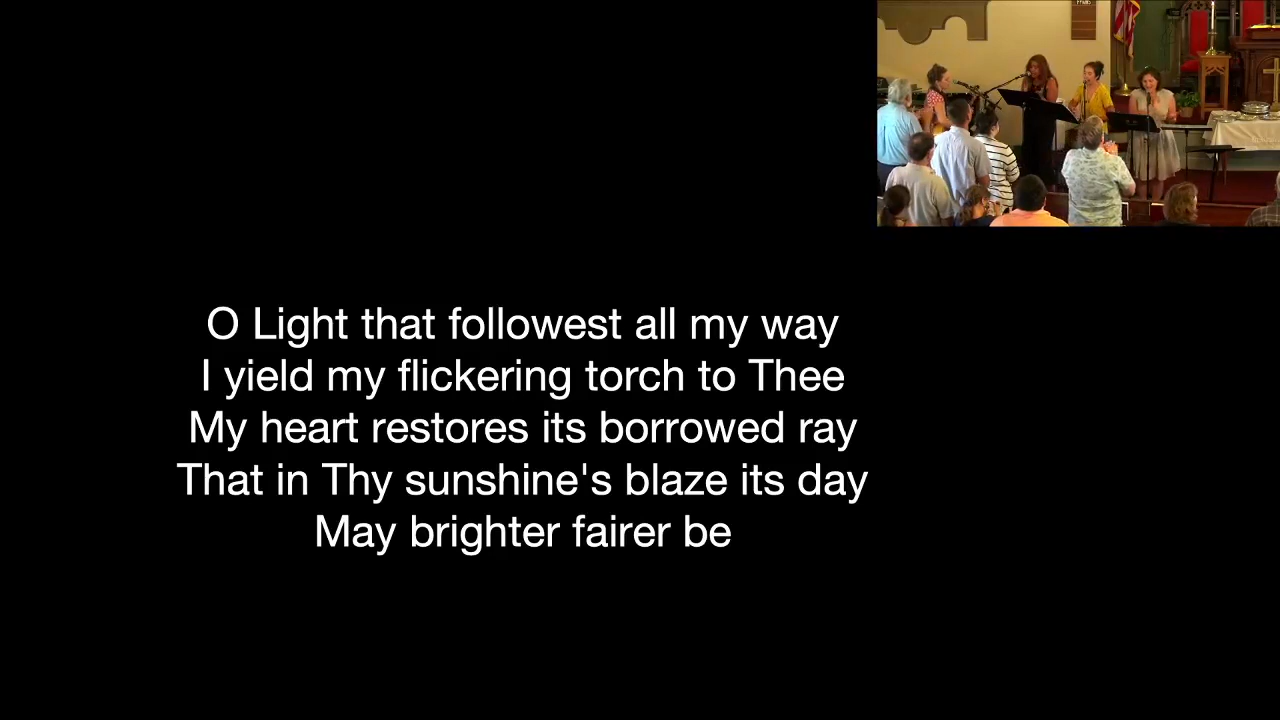 O Light that followest all my way
I yield my flickering torch to Thee
My heart restores its borrowed ray
That in Thy sunshine's blaze its day
May brighter fairer be